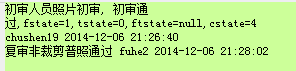 初审人员照片初审, 初审通
过,fstate=1,tstate=0,ftstate=null,cstate=4
chushen19 2014-12-06 21:26:40
复审非裁剪普照通过 fuhe2 2014-12-06 21:28:02